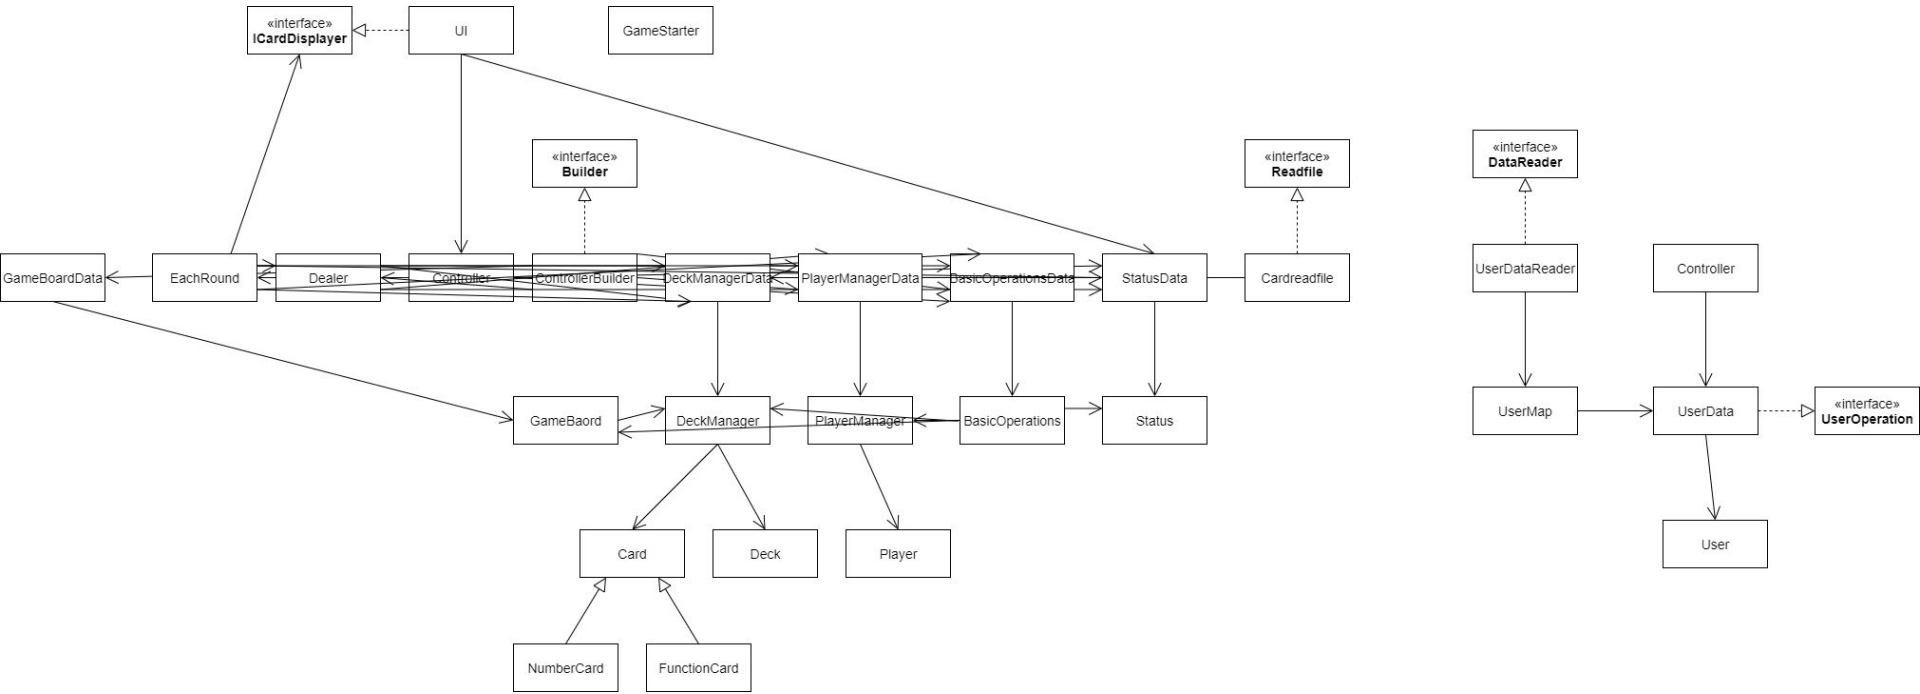 «interface»
ICardDisplayer
UI
GameStarter
«interface»
Builder
«interface»
Readfile
«interface»
DataReader
GameBoardData
EachRound
Dealer
Controller
ControllerBuilder
DeckManagerData
PlayerManagerData
BasicOperationsData
StatusData
Cardreadfile
UserDataReader
Controller
GameBaord
DeckManager
PlayerManager
BasicOperations
Status
UserMap
UserData
«interface»
UserOperation
Card
Deck
Player
User
NumberCard
FunctionCard